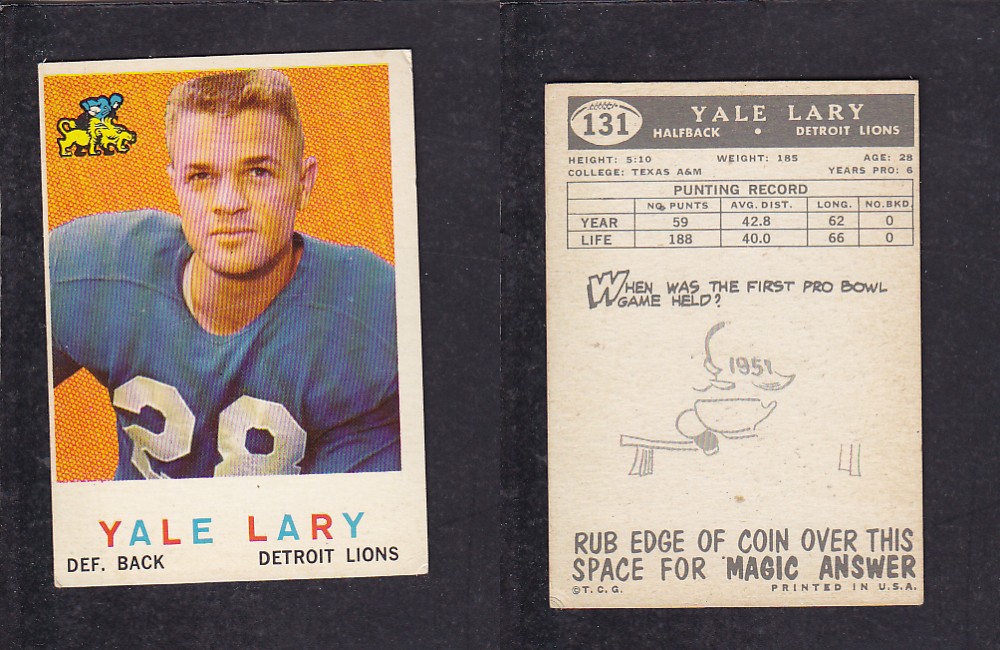 28
YALE LARY
DEF. BACK DETROIT LIONS
131
YALE LARY
HALFBACK • DETROIT LIONS
HEIGHT: 5:10 WEIGHT: 185 AGE: 28
COLLEGE: TEXAS A&M YEARS PRO: 6
PUNTING RECORD
NO. PUNTS AVG. DIST. LONG. NO.BKD.
YEAR 59 42.8 62 0
LIFE 188 40.0 66 0
WHEN WAS THE FIRST PRO BOWL
GAME HELD?
1951
RUB EDGE OF COIN OVER THIS
SPACE FOR MAGIC ANSWER
©T.C.G. PRINTED IN U.S.A.